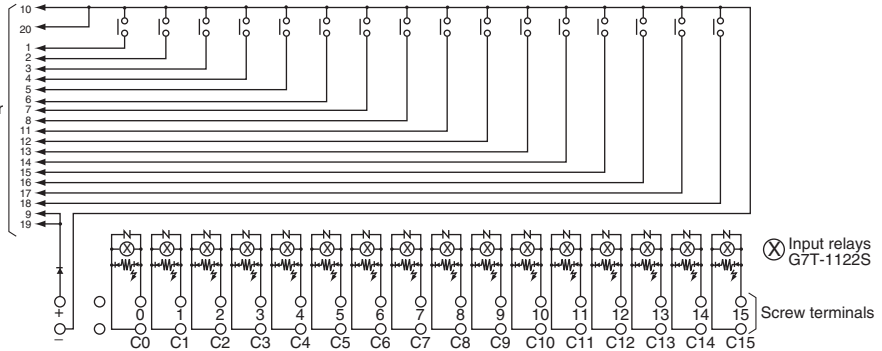 10
20
1
2
3
4
5
6
7
8
11
12
13
14
15
16
17
18
9
19
r
N N N N N N N N N N N N N N N N
X X X X X X X X X X X X X X X X
X Input relays
G7T-1122S
+ 0 1 2 3 4 5 6 7 8 9 10 11 12 13 14 15
Screw terminals
− C0 C1 C2 C3 C4 C5 C6 C7 C8 C9 C10 C11 C12 C13 C14 C15